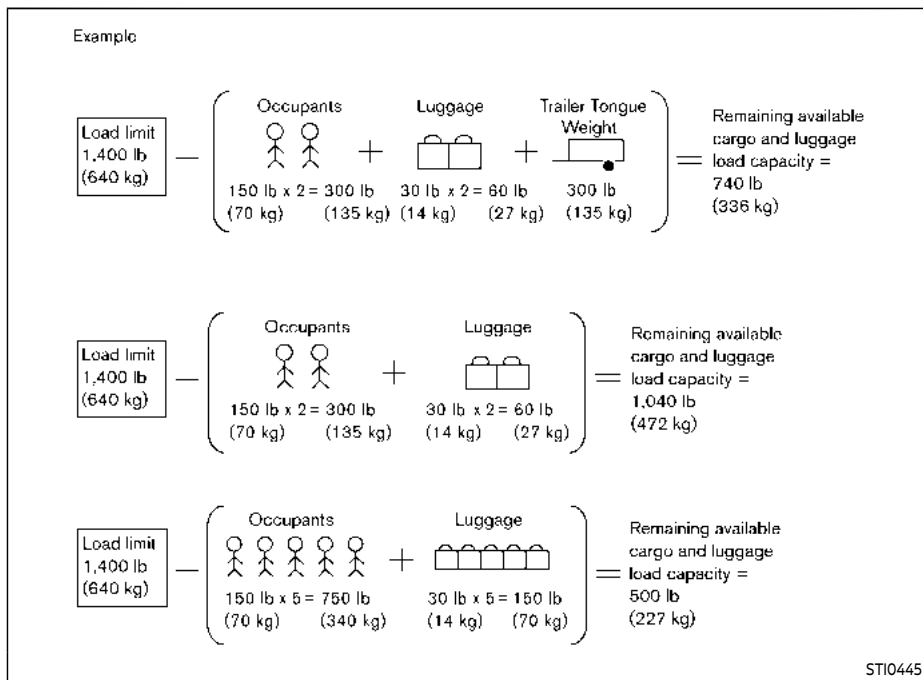 Example
Occupants Luggage Trailer Tongue
Weight
Load limit
1,400 lb
(640 kg)
150 lb x 2 = 300 lb 30 lb x 2 = 60 lb 300 lb
(70 kg) (135 kg) (14 kg) (27 kg) (135 kg)
Remaining available
cargo and luggage
load capacity =
740 lb
(336 kg)
Occupants Luggage
Load limit
1,400 lb
(640 kg)
150 lb x 2 = 300 lb 30 lb x 2 = 60 lb
(70 kg) (135 kg) (14 kg) (27 kg)
Remaining available
cargo and luggage
load capacity =
1,040 lb
(472 kg)
Occupants Luggage
Load limit
1,400 lb
(640 kg)
150 lb x 5 = 750 lb 30 lb x 5 = 150 lb
(70 kg) (340 kg) (14 kg) (70 kg)
Remaining available
cargo and luggage
load capacity =
500 lb
(227 kg)
STI0445